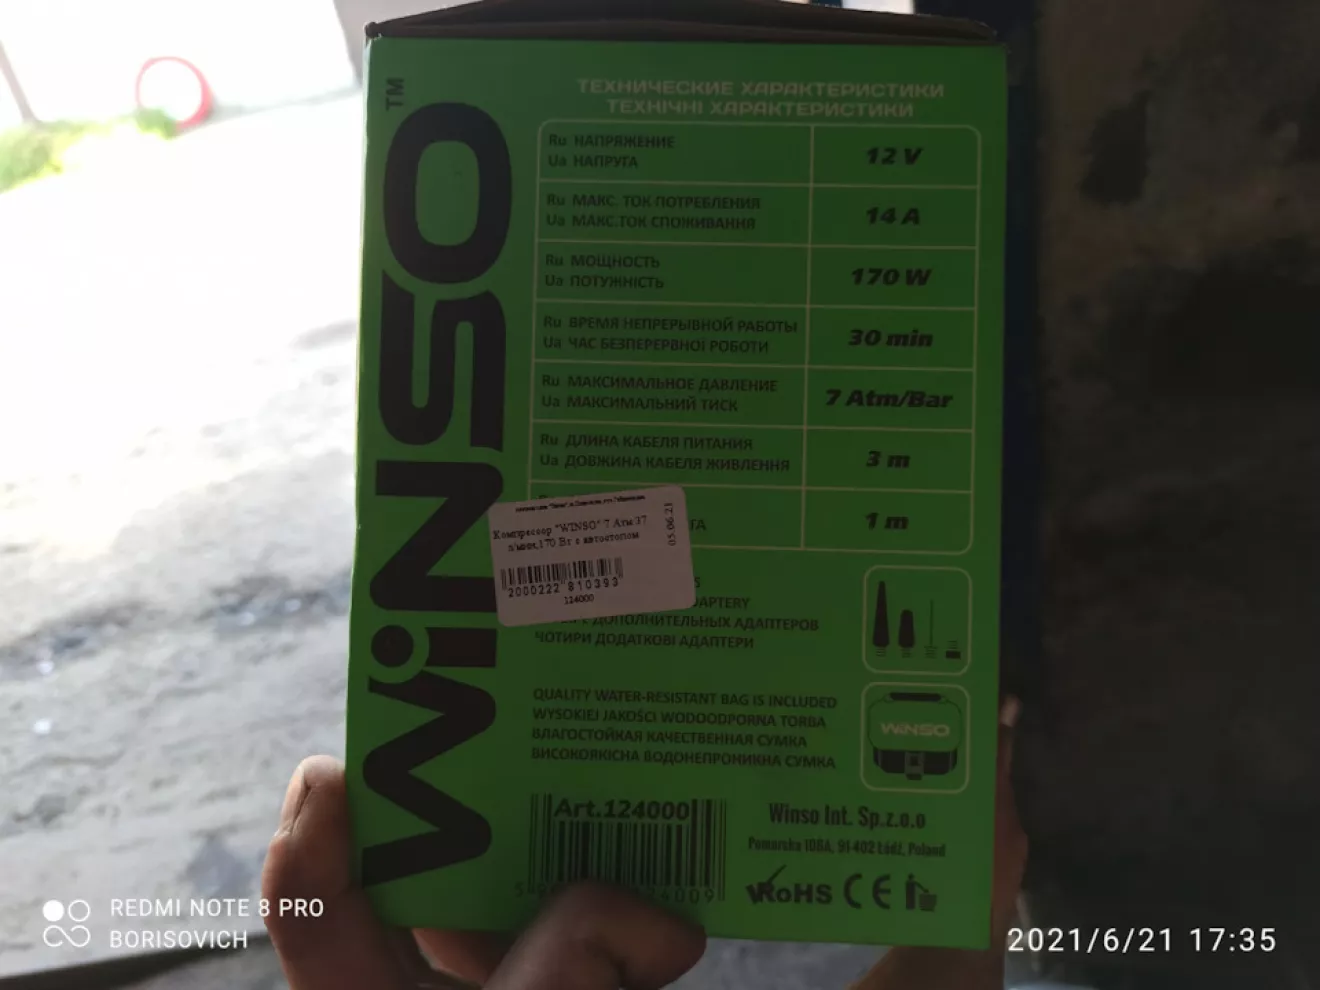 WINSO™
ТЕХНИЧЕСКИЕ ХАРАКТЕРИСТИКИ
ТЕХНІЧНІ ХАРАКТЕРИСТИКИ
Ru НАПРЯЖЕНИЕ
Ua НАПРУГА
12 V
Ru МАКС. ТОК ПОТРЕБЛЕНИЯ
Ua МАКС.ТОК СПОЖИВАННЯ
14 A
Ru МОЩНОСТЬ
Ua ПОТУЖНІСТЬ
170 W
Ru ВРЕМЯ НЕПРЕРЫВНОЙ РАБОТЫ
Ua ЧАС БЕЗПЕРЕРВНОЇ РОБОТИ
30 min
Ru МАКСИМАЛЬНОЕ ДАВЛЕНИЕ
Ua МАКСИМАЛЬНИЙ ТИСК
7 Atm/Bar
Ru ДЛИНА КАБЕЛЯ ПИТАНИЯ
Ua ДОВЖИНА КАБЕЛЯ ЖИВЛЕННЯ
3 m
1 m
Компрессор "WINSO" 7 Атм 37
л/мин,170 Вт с автостопом
05.06.21
2000222 810393
124000
ДОПОЛНИТЕЛЬНЫХ АДАПТЕРОВ
ЧОТИРИ ДОДАТКОВІ АДАПТЕРИ
QUALITY WATER-RESISTANT BAG IS INCLUDED
WYSOKIEJ JAKOŚCI WODOODPORNA TORBA
ВЛАГОСТОЙКАЯ КАЧЕСТВЕННАЯ СУМКА
ВИСОКОЯКІСНА ВОДОНЕПРОНИКНА СУМКА
WINSO
Art.124000
Winso Int. Sp.z.o.o
Pomorska 108A, 91-402 Łódź, Poland
RoHS CE
REDMI NOTE 8 PRO
BORISOVICH
2021/6/21 17:35